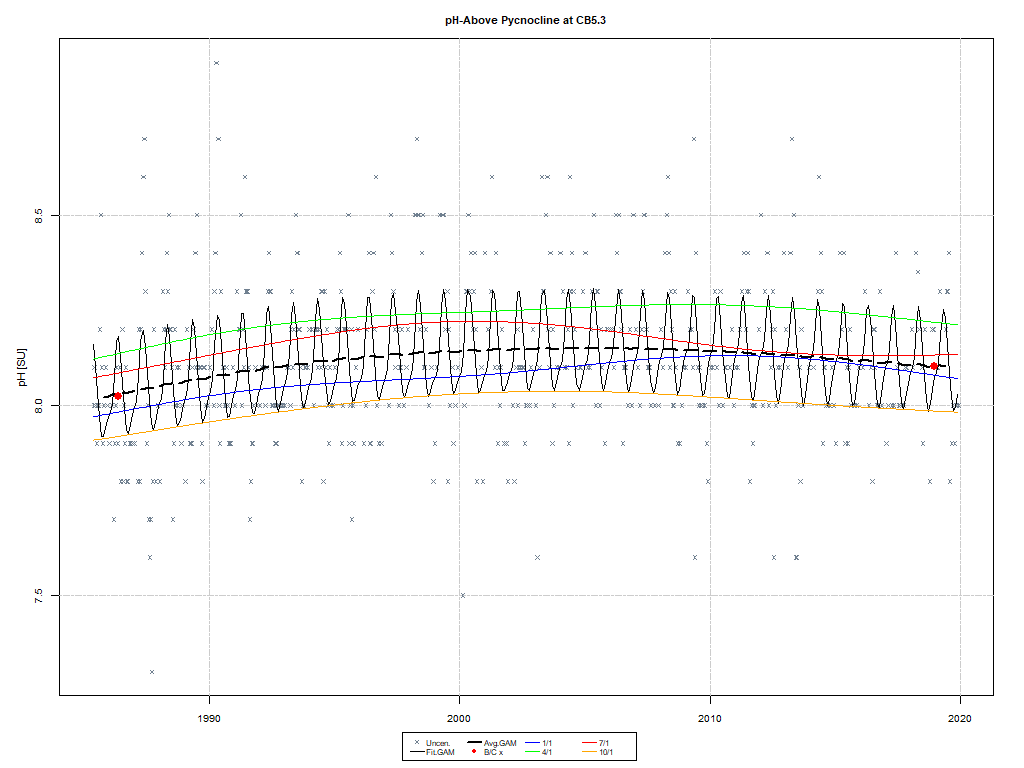 pH-Above Pycnocline at CB5.3
8.5
8.0
7.5
pH [SU]
1990 2000 2010 2020
Uncen. Avg.GAM 1/1 7/1
Fit.GAM B/C x 4/1 10/1